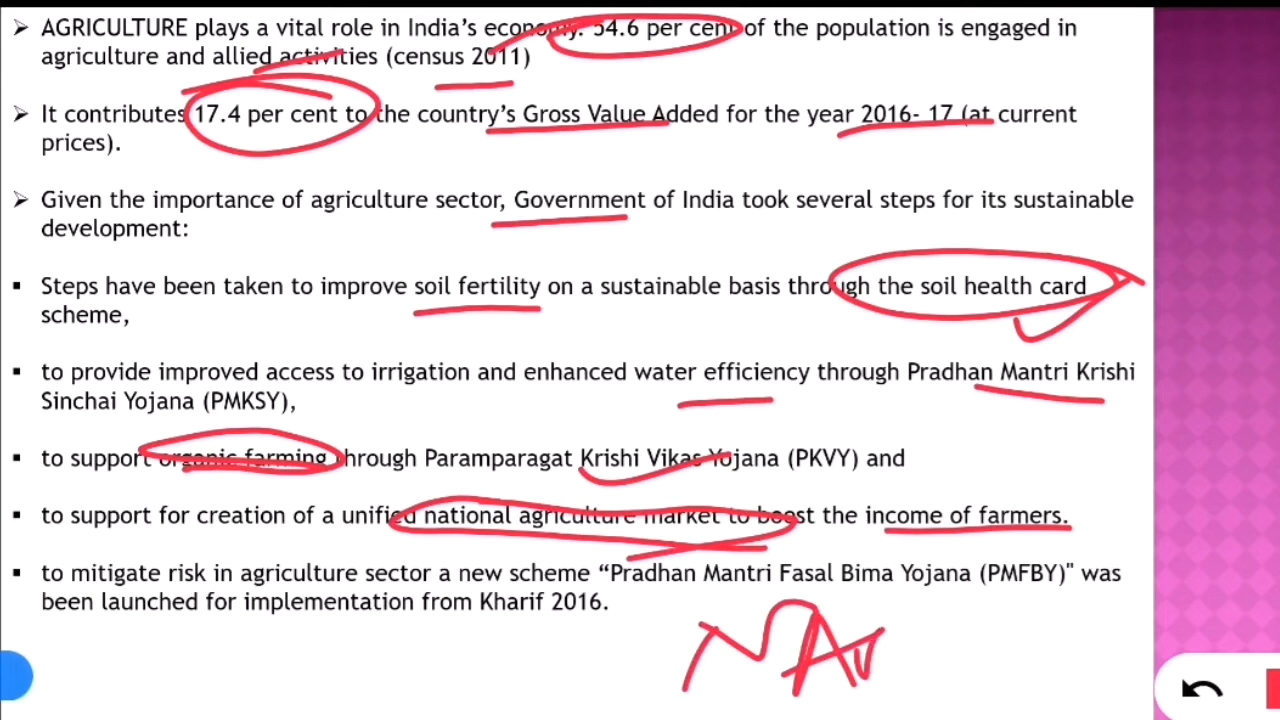 ➢ AGRICULTURE plays a vital role in India's economy. 54.6 per cent of the population is engaged in
agriculture and allied activities (census 2011)
➢ It contributes 17.4 per cent to the country's Gross Value Added for the year 2016- 17 (at current
prices).
➢ Given the importance of agriculture sector, Government of India took several steps for its sustainable
development:
▪ Steps have been taken to improve soil fertility on a sustainable basis through the soil health card
scheme,
▪ to provide improved access to irrigation and enhanced water efficiency through Pradhan Mantri Krishi
Sinchai Yojana (PMKSY),
▪ to support organic farming through Paramparagat Krishi Vikas Yojana (PKVY) and
▪ to support for creation of a unified national agriculture market to boost the income of farmers.
▪ to mitigate risk in agriculture sector a new scheme “Pradhan Mantri Fasal Bima Yojana (PMFBY)" was
been launched for implementation from Kharif 2016.